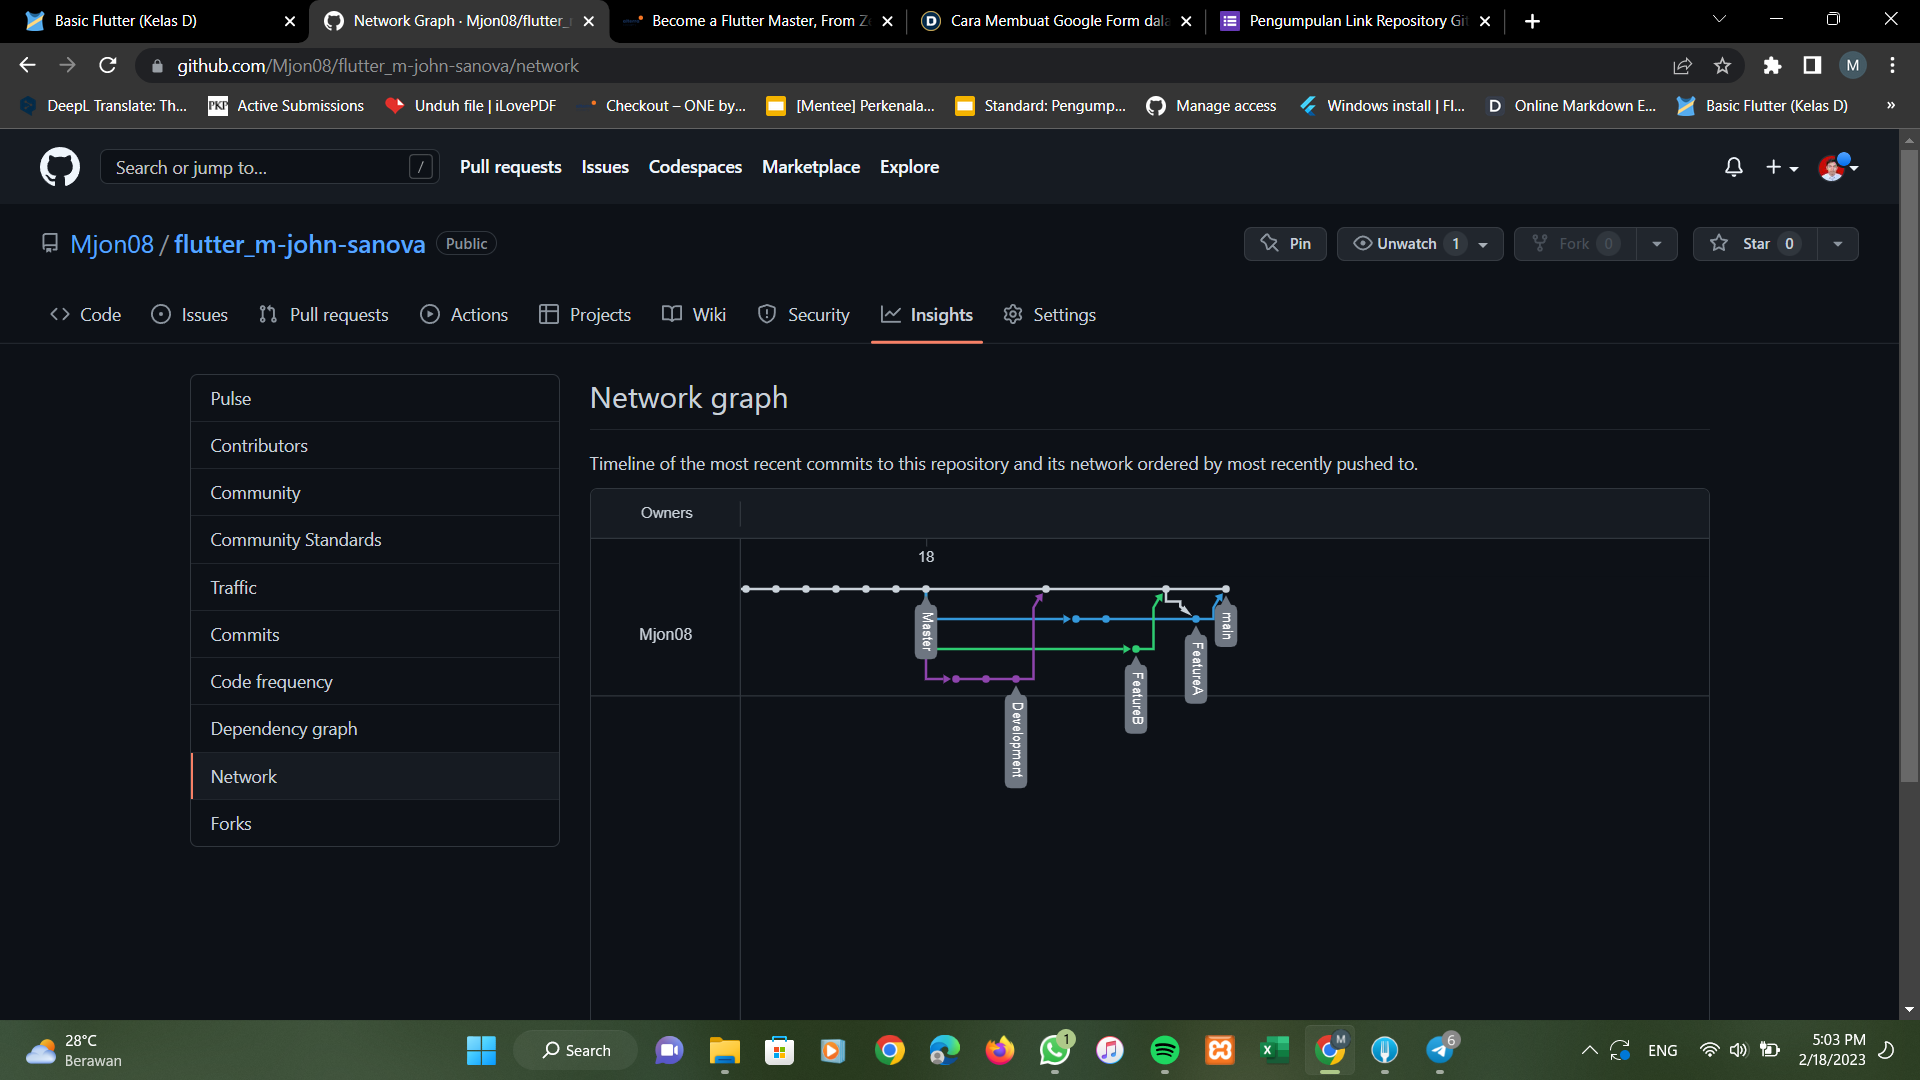 Basic Flutter (Kelas D)
Network Graph · Mjon08/flutter_
Become a Flutter Master, From Ze
Cara Membuat Google Form dala
Pengumpulan Link Repository Git
github.com/Mjon08/flutter_m-john-sanova/network
M
DeepL Translate: Th...
PKP Active Submissions
Unduh file | iLovePDF
Checkout – ONE by...
[Mentee] Perkenala...
Standard: Pengump...
Manage access
Windows install | Fl...
D Online Markdown E...
Basic Flutter (Kelas D)
»
Search or jump to... /
Pull requests
Issues
Codespaces
Marketplace
Explore
Mjon08 / flutter_m-john-sanova Public
Pin
Unwatch 1
Fork 0
Star 0
Code
Issues
Pull requests
Actions
Projects
Wiki
Security
Insights
Settings
Pulse
Contributors
Community
Community Standards
Traffic
Commits
Code frequency
Dependency graph
Network
Forks
Network graph
Timeline of the most recent commits to this repository and its network ordered by most recently pushed to.
Owners
18
Mjon08
Master
main
FeatureA
FeatureB
Development
28°C
Berawan
Search
1
M
6
ENG
5:03 PM
2/18/2023